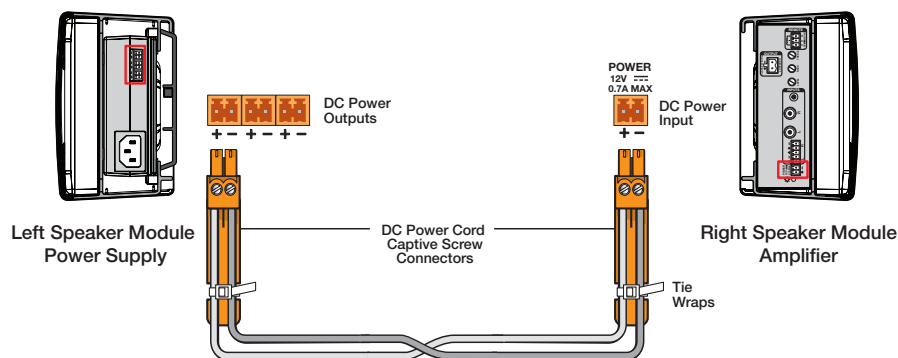 POWER
12V ⎓
0.7A MAX
DC Power
Outputs
DC Power
Input
+ − + − + −
+ −
Left Speaker Module
Power Supply
DC Power Cord
Captive Screw
Connectors
Right Speaker Module
Amplifier
Tie
Wraps